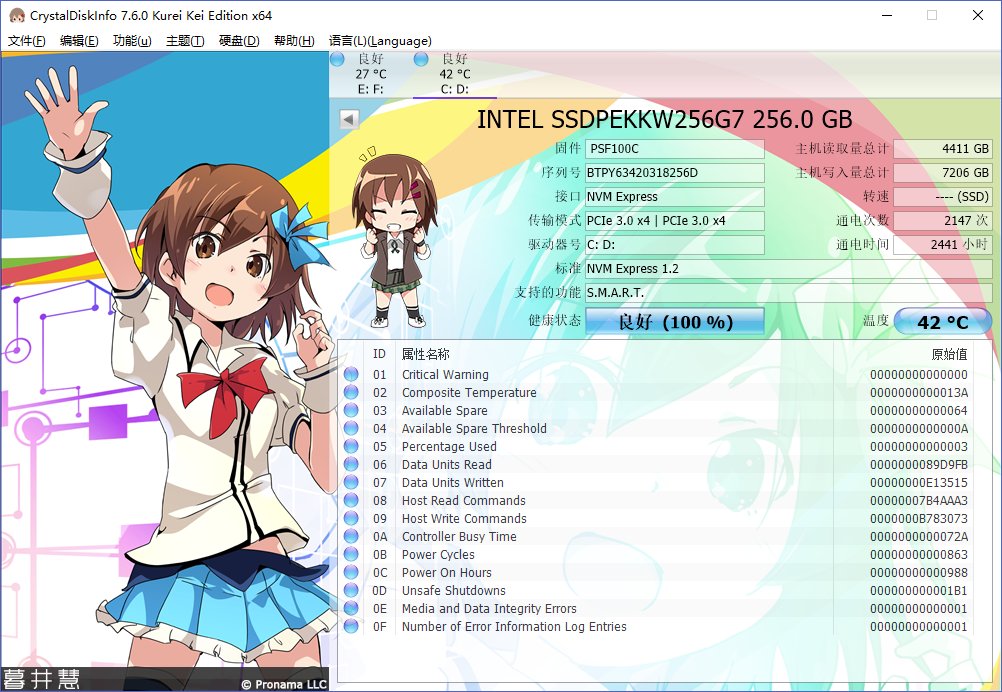 CrystalDiskInfo 7.6.0 Kurei Kei Edition x64
文件(F) 编辑(E) 功能(u) 主题(T) 硬盘(D) 帮助(H) 语言(L)(Language)
良好 良好
27 °C 42 °C
E: F: C: D:
INTEL SSDPEKKW256G7 256.0 GB
固件 PSF100C 主机读取量总计 4411 GB
序列号 BTPY63420318256D 主机写入量总计 7206 GB
接口 NVM Express 转速 ---- (SSD)
传输模式 PCIe 3.0 x4 | PCIe 3.0 x4 通电次数 2147 次
驱动器号 C: D: 通电时间 2441 小时
标准 NVM Express 1.2
支持的功能 S.M.A.R.T.
健康状态 良好 (100 %) 温度 42 °C
ID 属性名称 原始值
01 Critical Warning 00000000000000
02 Composite Temperature 0000000000013A
03 Available Spare 00000000000064
04 Available Spare Threshold 0000000000000A
05 Percentage Used 00000000000003
06 Data Units Read 0000000089D9FB
07 Data Units Written 00000000E13515
08 Host Read Commands 00000007B4AAA3
09 Host Write Commands 0000000B783073
0A Controller Busy Time 0000000000072A
0B Power Cycles 00000000000863
0C Power On Hours 00000000000988
0D Unsafe Shutdowns 000000000001B1
0E Media and Data Integrity Errors 00000000000001
0F Number of Error Information Log Entries 00000000000001
暮井慧
© Pronama LLC